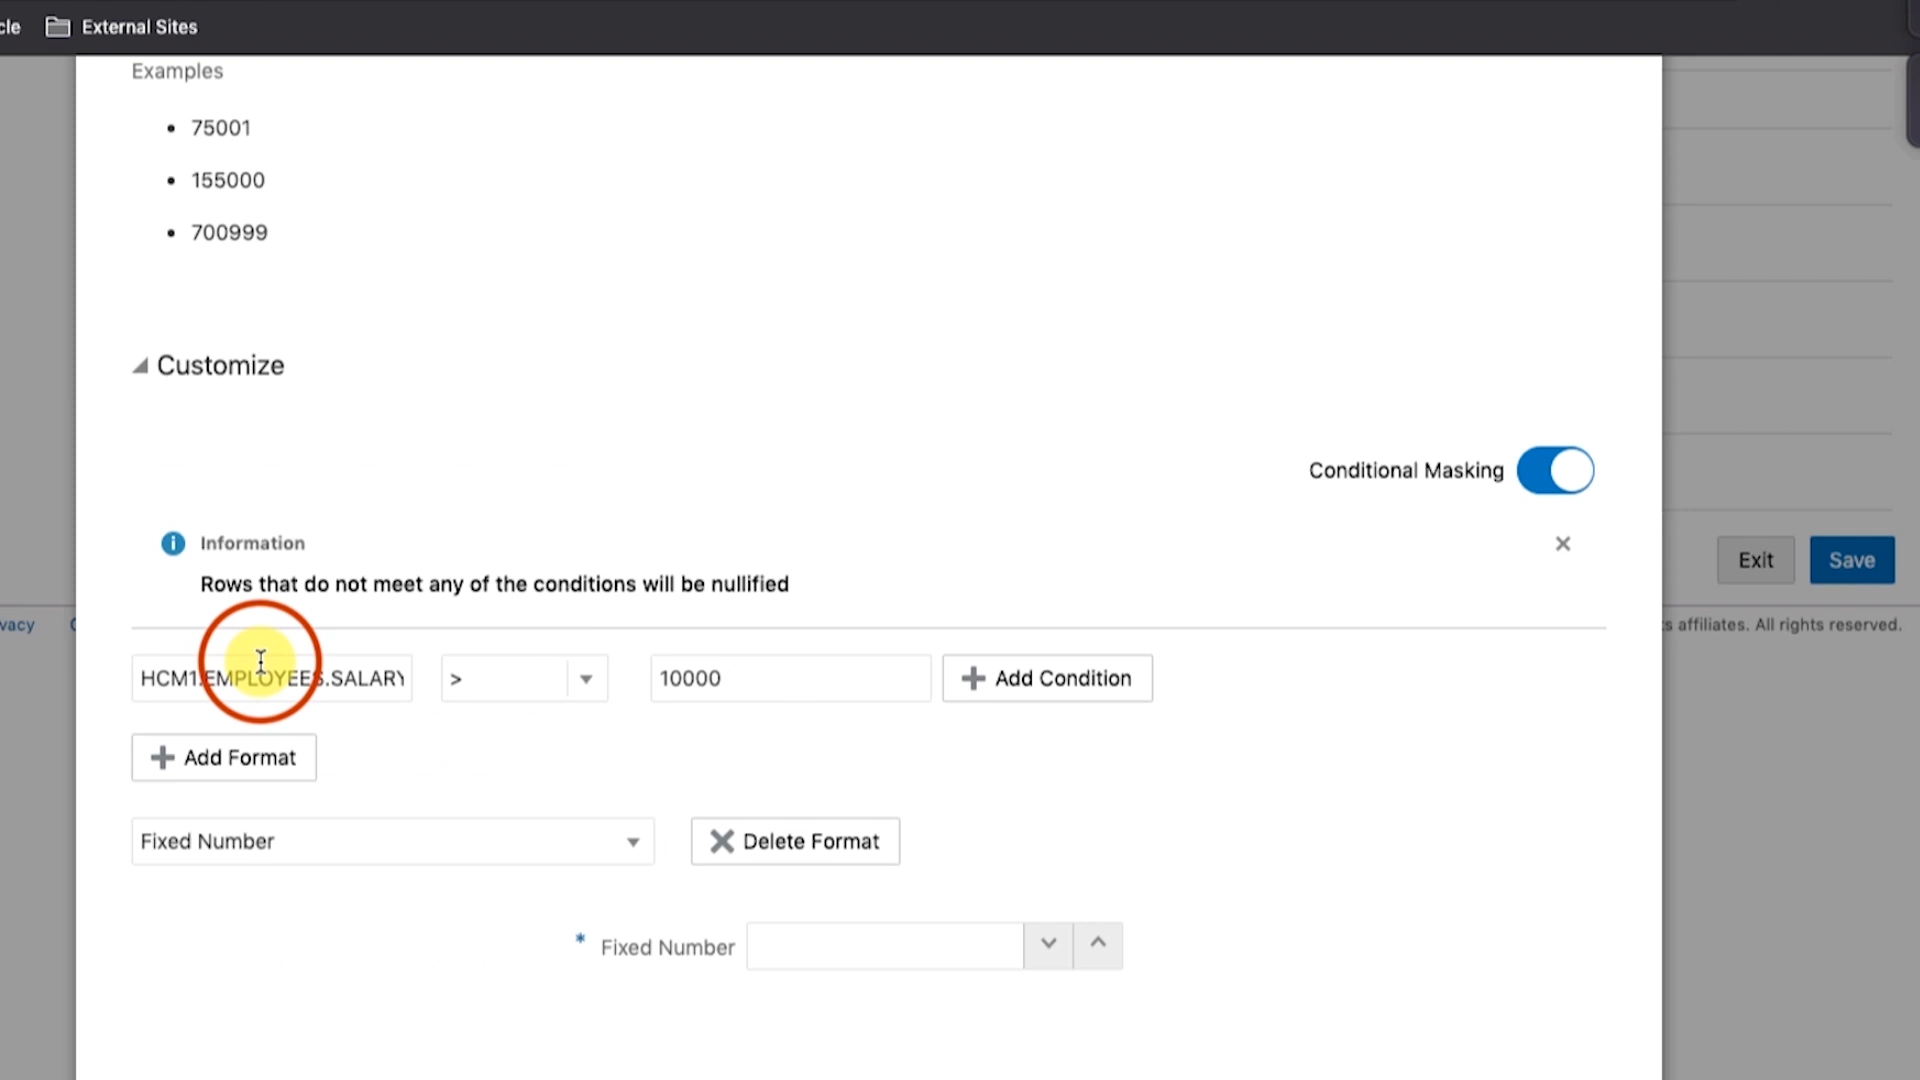 External Sites
Examples
75001
155000
700999
Customize
Conditional Masking
Information
Rows that do not meet any of the conditions will be nullified
Exit
Save
affiliates. All rights reserved.
HCM1.EMPLOYEES.SALARY
>
10000
Add Condition
Add Format
Fixed Number
Delete Format
* Fixed Number